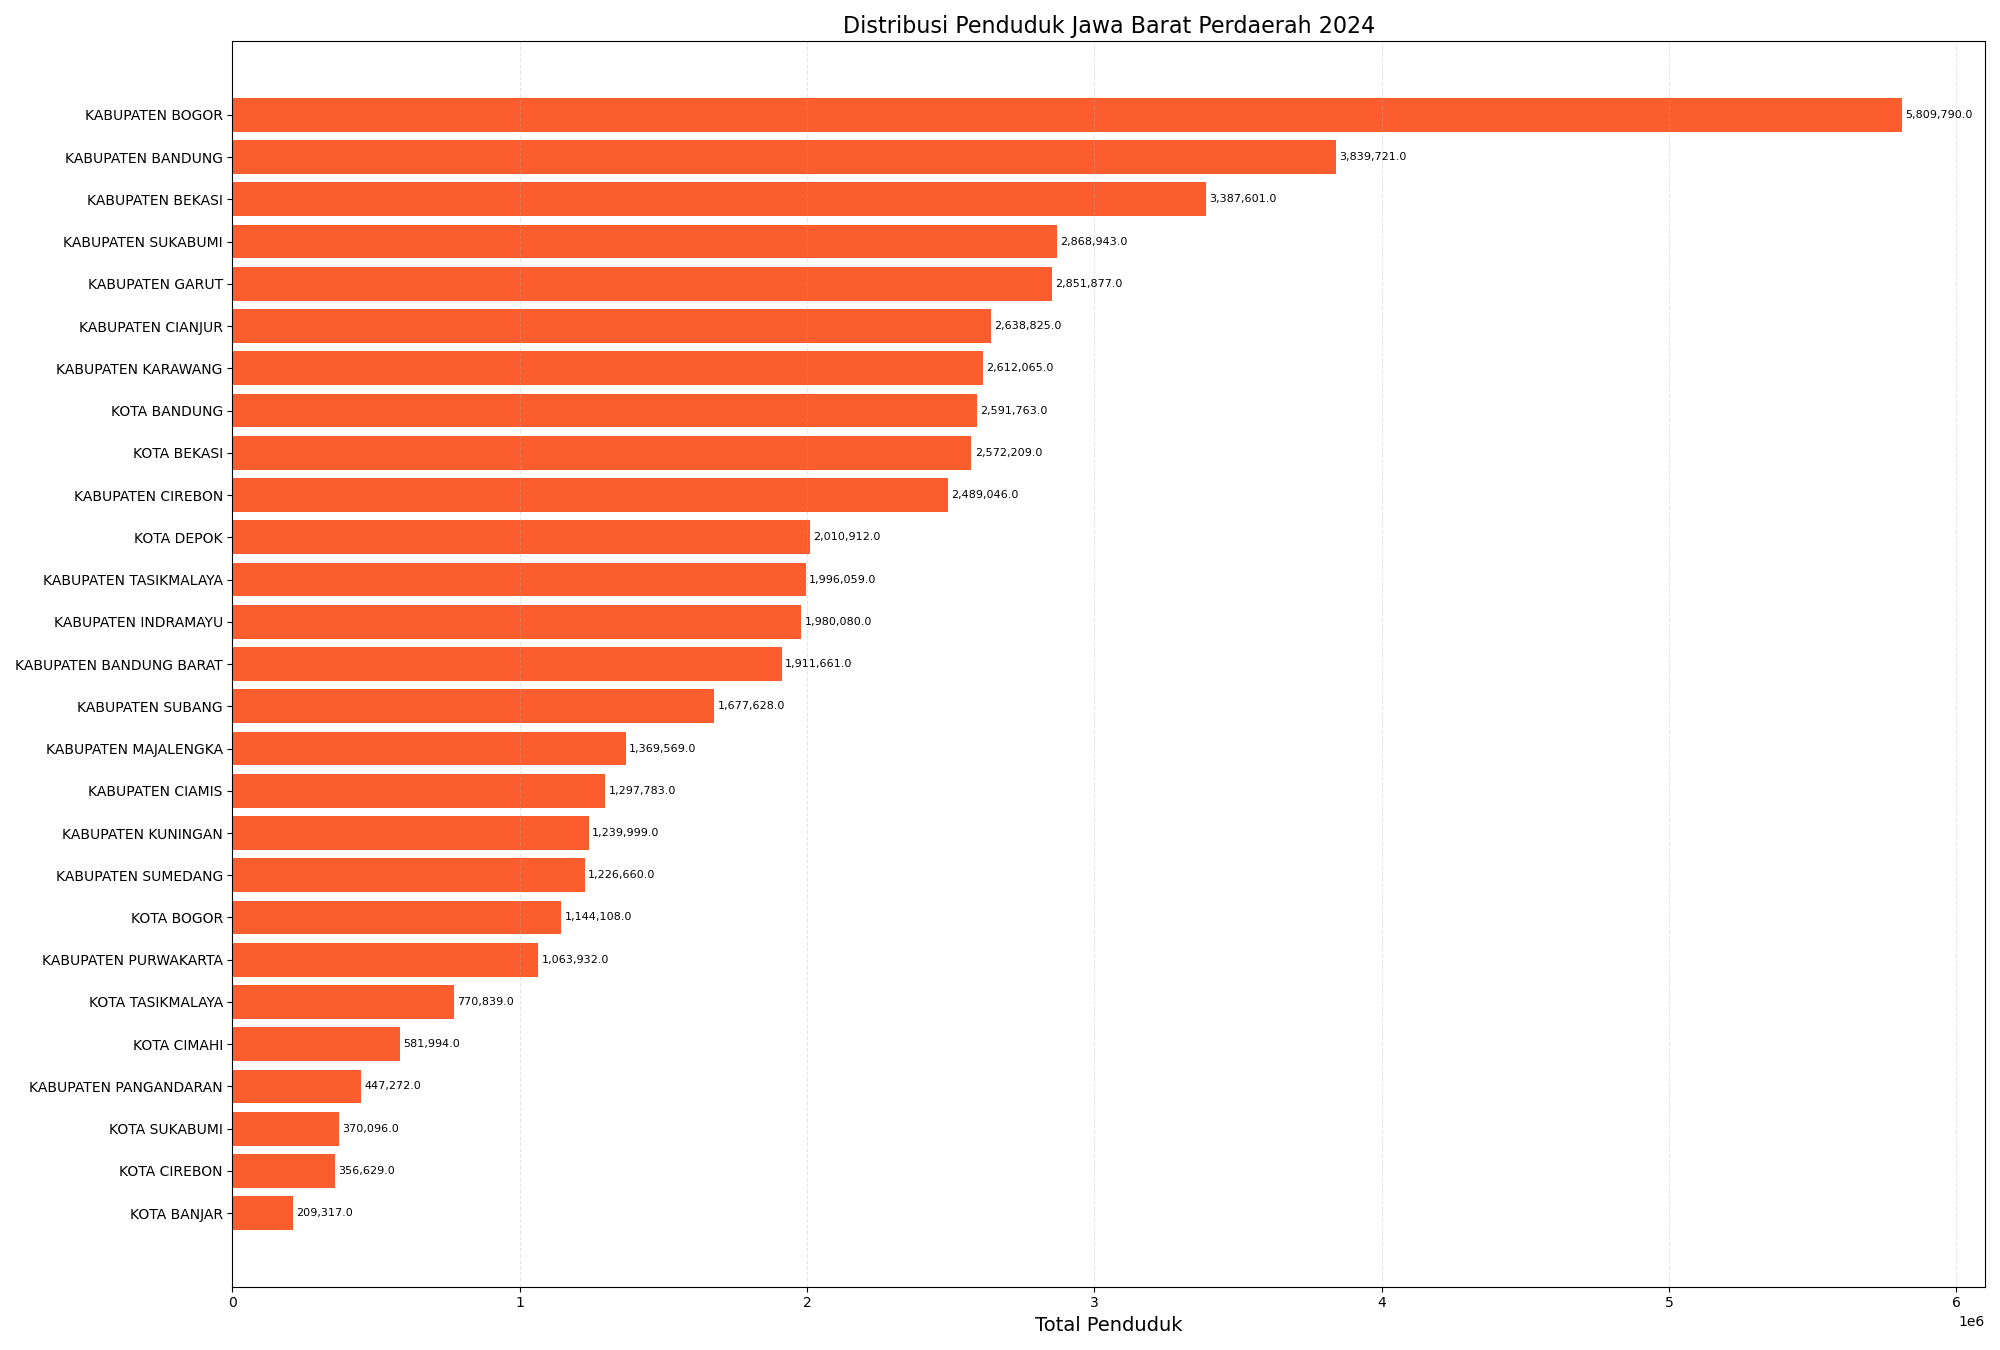 Distribusi Penduduk Jawa Barat Perdaerah 2024
KABUPATEN BOGOR 5,809,790.0
KABUPATEN BANDUNG 3,839,721.0
KABUPATEN BEKASI 3,387,601.0
KABUPATEN SUKABUMI 2,868,943.0
KABUPATEN GARUT 2,851,877.0
KABUPATEN CIANJUR 2,638,825.0
KABUPATEN KARAWANG 2,612,065.0
KOTA BANDUNG 2,591,763.0
KOTA BEKASI 2,572,209.0
KABUPATEN CIREBON 2,489,046.0
KOTA DEPOK 2,010,912.0
KABUPATEN TASIKMALAYA 1,996,059.0
KABUPATEN INDRAMAYU 1,980,080.0
KABUPATEN BANDUNG BARAT 1,911,661.0
KABUPATEN SUBANG 1,677,628.0
KABUPATEN MAJALENGKA 1,369,569.0
KABUPATEN CIAMIS 1,297,783.0
KABUPATEN KUNINGAN 1,239,999.0
KABUPATEN SUMEDANG 1,226,660.0
KOTA BOGOR 1,144,108.0
KABUPATEN PURWAKARTA 1,063,932.0
KOTA TASIKMALAYA 770,839.0
KOTA CIMAHI 581,994.0
KABUPATEN PANGANDARAN 447,272.0
KOTA SUKABUMI 370,096.0
KOTA CIREBON 356,629.0
KOTA BANJAR 209,317.0
0 1 2 3 4 5 6
1e6
Total Penduduk